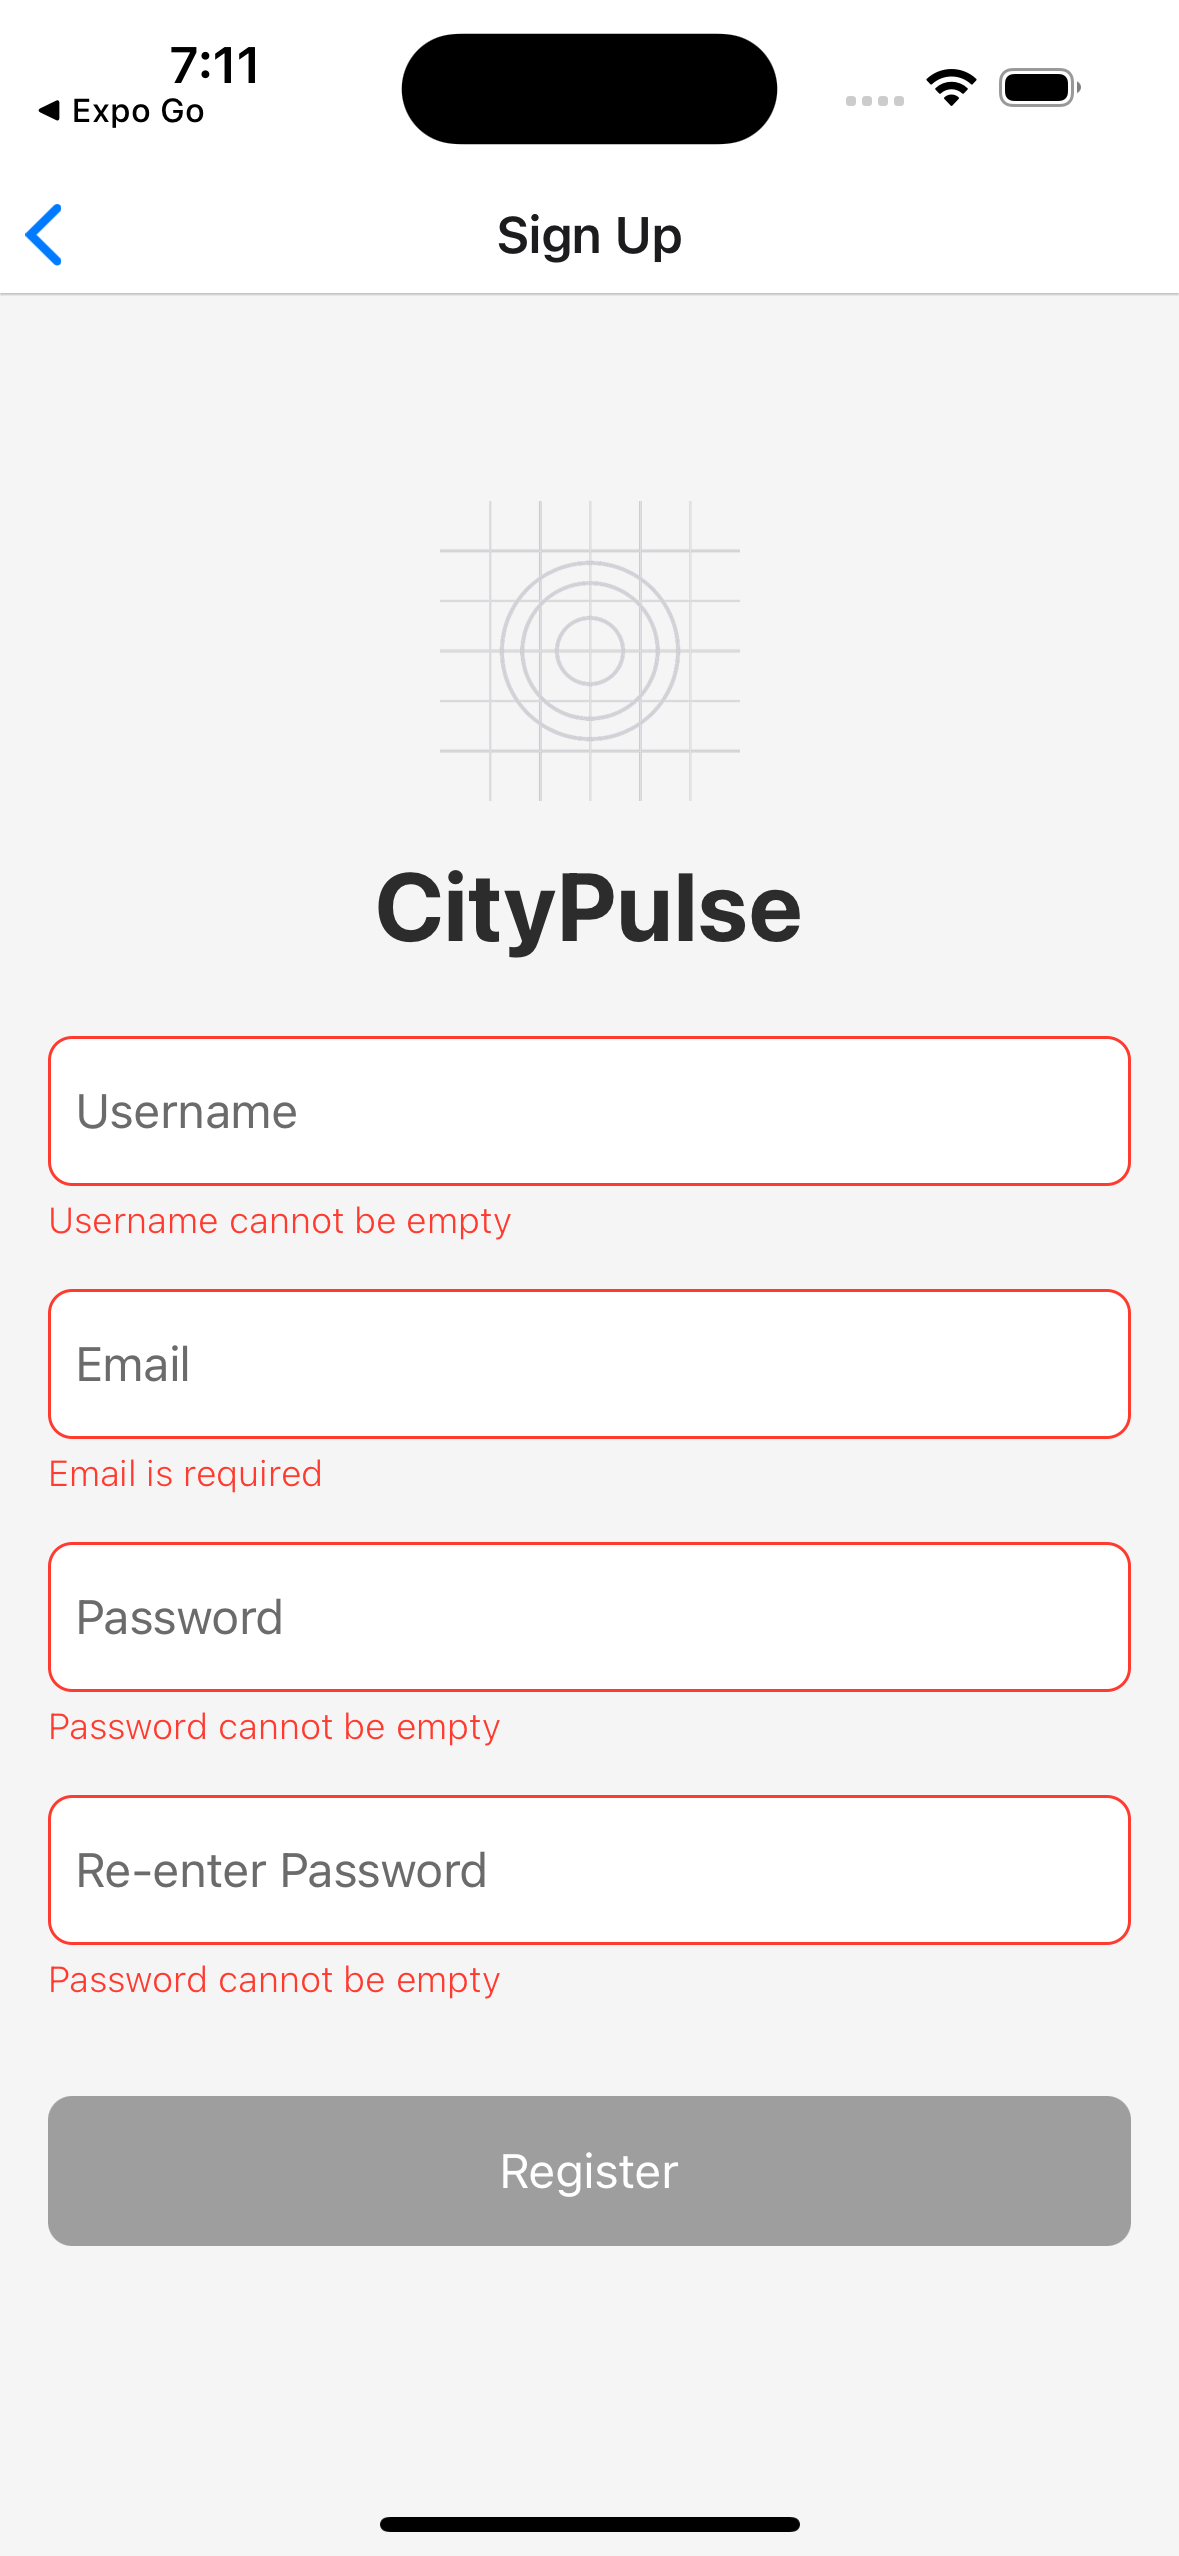 7:11
◀ Expo Go
Sign Up
CityPulse
Username
Username cannot be empty
Email
Email is required
Password
Password cannot be empty
Re-enter Password
Password cannot be empty
Register